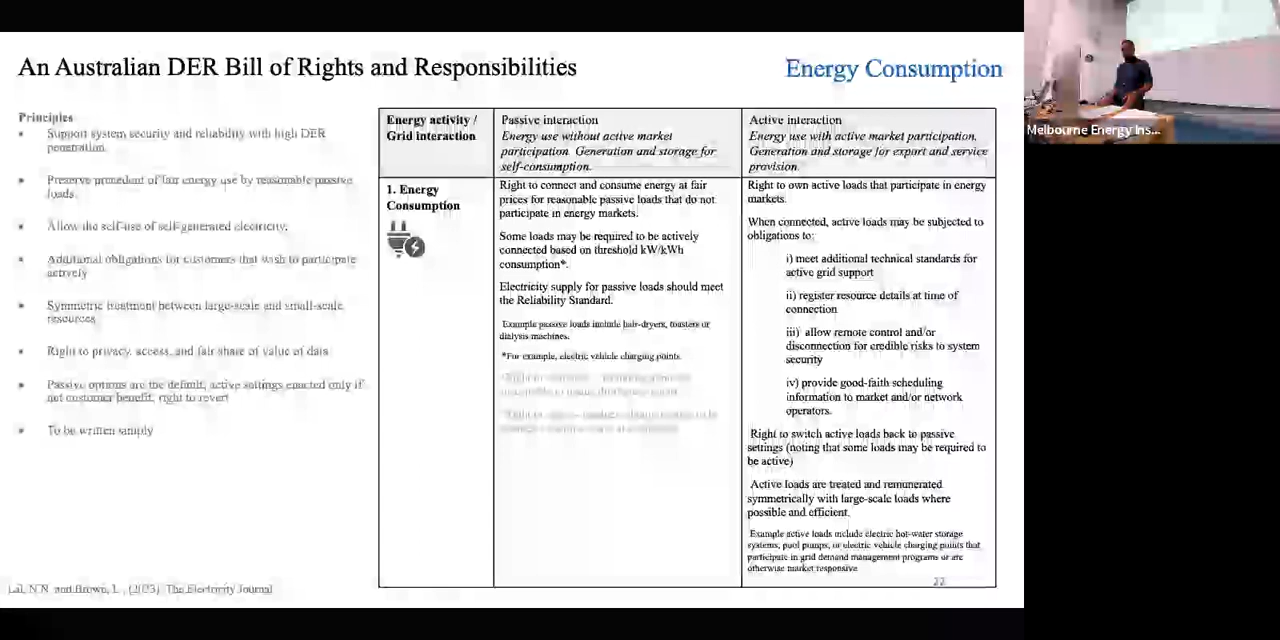 An Australian DER Bill of Rights and Responsibilities
Energy Consumption
Principles
Support system security and reliability with high DER
penetration.
Preserve precedent of fair energy use by reasonable passive
loads.
Allow the self-use of self-generated electricity.
Additional obligations for customers that wish to participate
actively
Symmetric treatment between large-scale and small-scale
resources
Right to privacy, access, and fair share of value of data
Passive options are the default, active settings enacted only if
net customer benefit, right to revert
To be written simply
Energy activity /
Grid interaction
Passive interaction
Energy use without active market
participation. Generation and storage for
self-consumption.
Active interaction
Energy use with active market participation.
Generation and storage for export and service
provision.
1. Energy
Consumption
Right to connect and consume energy at fair
prices for reasonable passive loads that do not
participate in energy markets.
Some loads may be required to be actively
connected based on threshold kW/kWh
consumption*.
Electricity supply for passive loads should meet
the Reliability Standard.
Example passive loads include hair-dryers, toasters or
dialysis machines.
*For example, electric vehicle charging points.
Right to own active loads that participate in energy
markets.
When connected, active loads may be subjected to
obligations to:
i) meet additional technical standards for
active grid support
ii) register resource details at time of
connection
iii) allow remote control and/or
disconnection for credible risks to system
security
iv) provide good-faith scheduling
information to market and/or network
operators.
Right to switch active loads back to passive
settings (noting that some loads may be required to
be active)
Active loads are treated and remunerated
symmetrically with large-scale loads where
possible and efficient.
Example active loads include electric hot-water storage
systems, pool pumps, or electric vehicle charging points that
participate in grid demand management programs or are
otherwise market responsive
22
Lal, N.N. and Brown, L., (2023) The Electricity Journal
Melbourne Energy Ins...